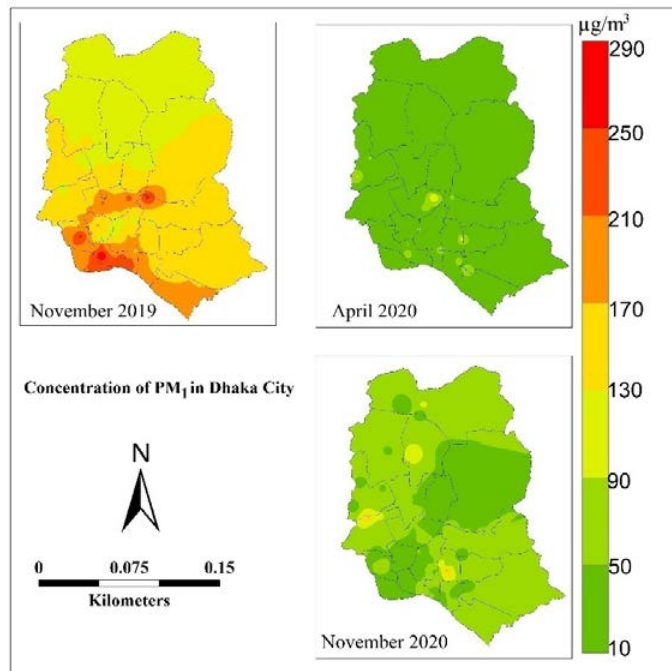 µg/m³
290
250
210
170
130
90
50
10
November 2019
April 2020
Concentration of PM₁ in Dhaka City
N
0 0.075 0.15
Kilometers
November 2020